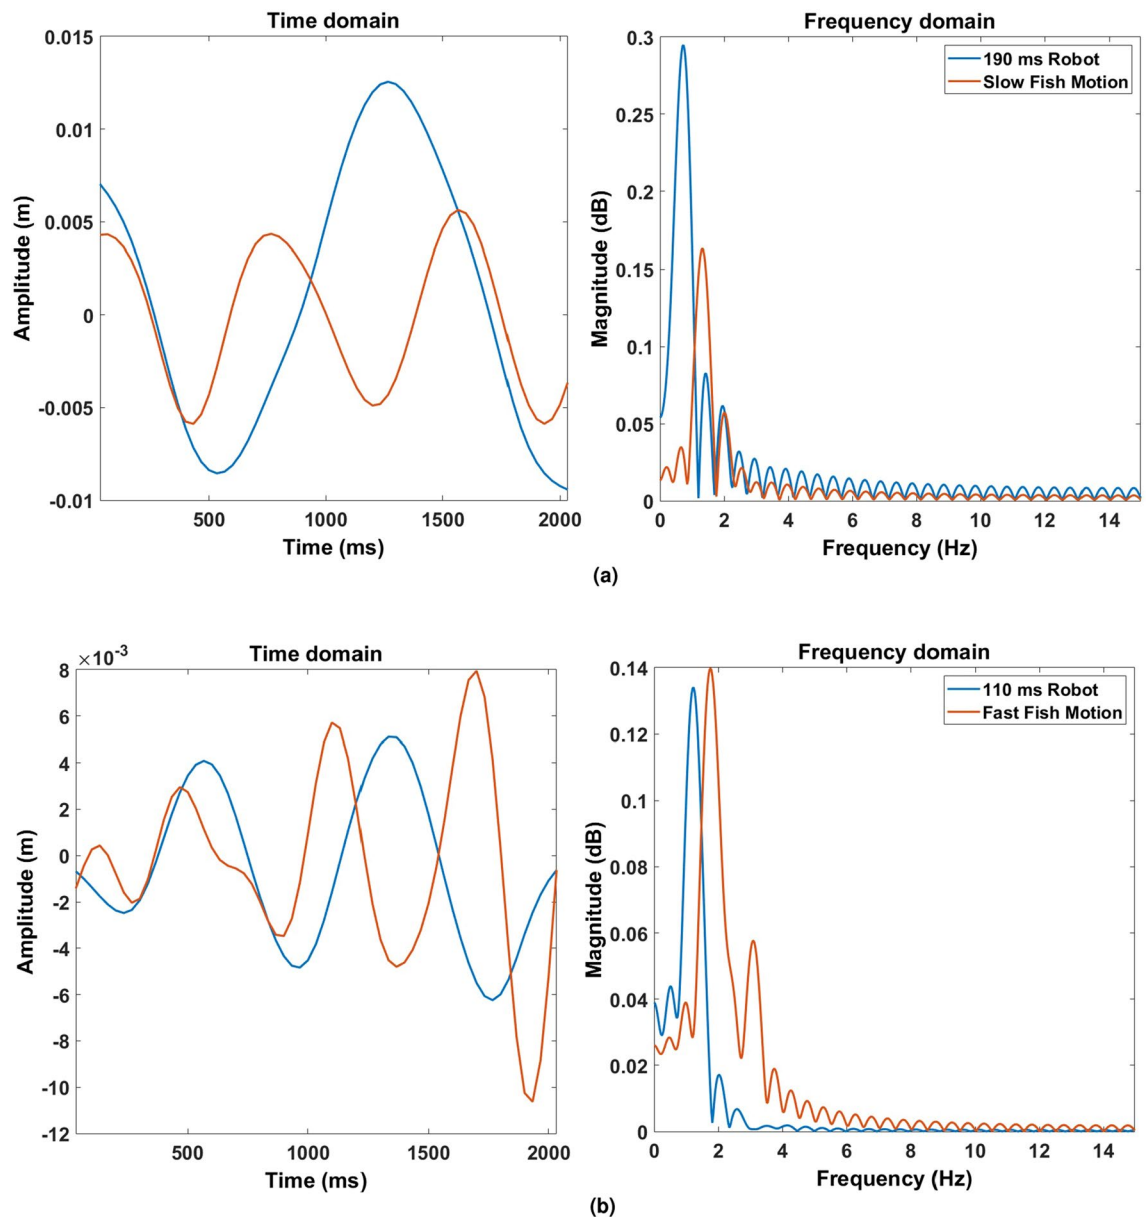 Time domain
0.015
0.01
0.005
0
-0.005
-0.01
Amplitude (m)
500 1000 1500 2000
Time (ms)
Frequency domain
0.3
0.25
0.2
0.15
0.1
0.05
0
Magnitude (dB)
190 ms Robot
Slow Fish Motion
0 2 4 6 8 10 12 14
Frequency (Hz)
(a)
Time domain
×10-3
8
6
4
2
0
-2
-4
-6
-8
-10
-12
Amplitude (m)
500 1000 1500 2000
Time (ms)
Frequency domain
0.14
0.12
0.1
0.08
0.06
0.04
0.02
0
Magnitude (dB)
110 ms Robot
Fast Fish Motion
0 2 4 6 8 10 12 14
Frequency (Hz)
(b)